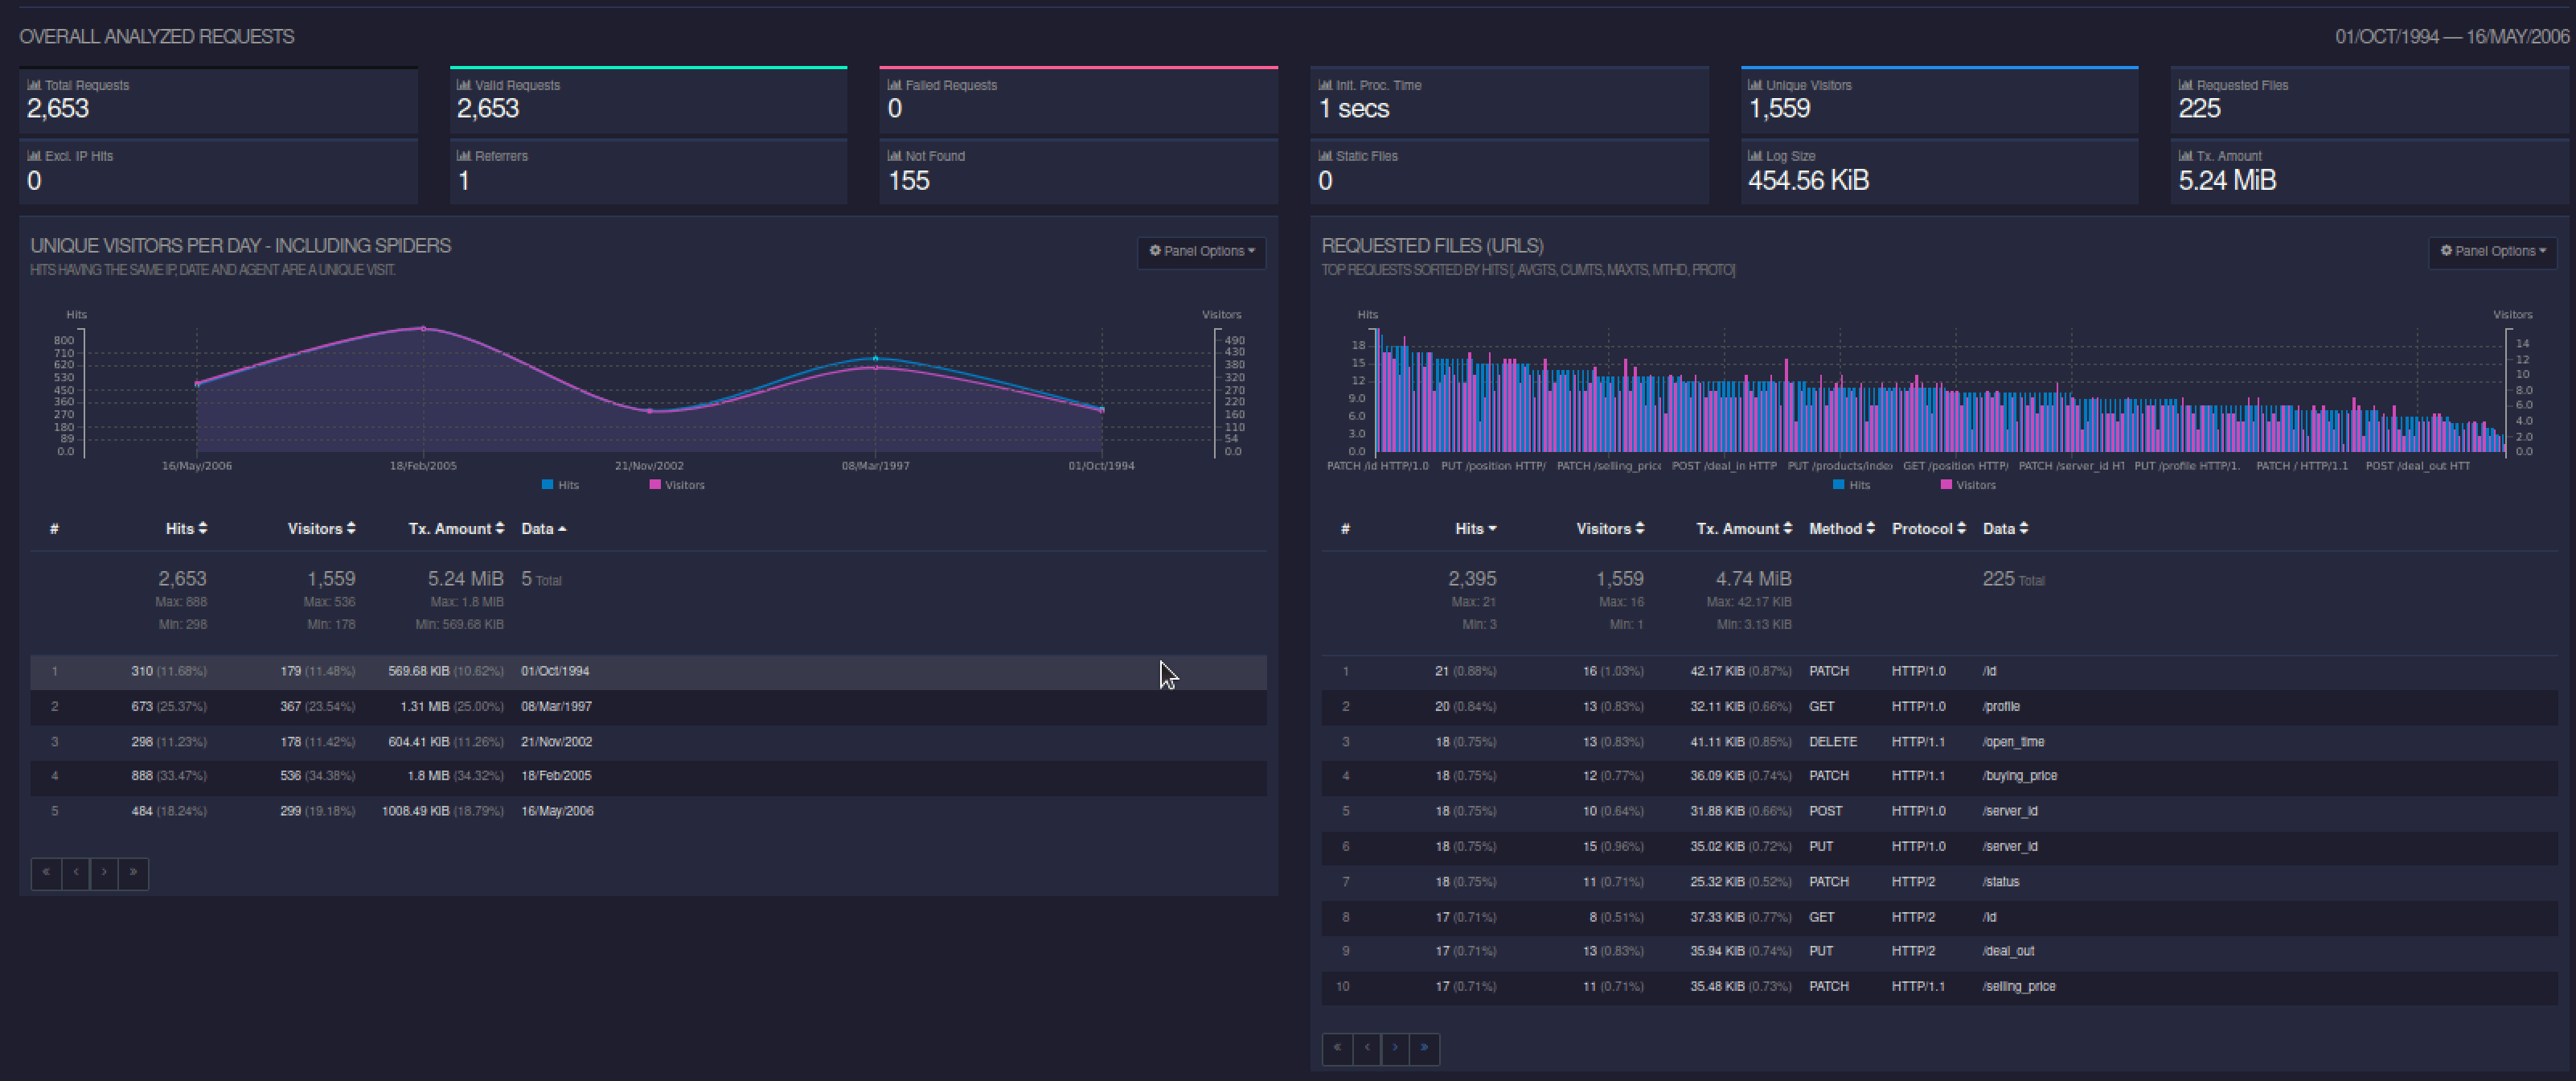 OVERALL ANALYZED REQUESTS
01/OCT/1994 — 16/MAY/2006
Total Requests
2,653
Valid Requests
2,653
Failed Requests
0
Init. Proc. Time
1 secs
Unique Visitors
1,559
Requested Files
225
Excl. IP Hits
0
Referrers
1
Not Found
155
Static Files
0
Log Size
454.56 KiB
Tx. Amount
5.24 MiB
UNIQUE VISITORS PER DAY - INCLUDING SPIDERS
Panel Options
HITS HAVING THE SAME IP, DATE AND AGENT ARE A UNIQUE VISIT.
Hits
Visitors
800
710
620
530
450
360
270
180
89
0.0
490
430
380
320
270
220
160
110
54
0.0
16/May/2006 18/Feb/2005 21/Nov/2002 08/Mar/1997 01/Oct/1994
Hits Visitors
# Hits Visitors Tx. Amount Data
2,653 1,559 5.24 MiB 5 Total
Max: 888 Max: 536 Max: 1.8 MiB
Min: 298 Min: 178 Min: 569.68 KiB
1 310 (11.68%) 179 (11.48%) 569.68 KiB (10.62%) 01/Oct/1994
2 673 (25.37%) 367 (23.54%) 1.31 MiB (25.00%) 08/Mar/1997
3 298 (11.23%) 178 (11.42%) 604.41 KiB (11.26%) 21/Nov/2002
4 888 (33.47%) 536 (34.38%) 1.8 MiB (34.32%) 18/Feb/2005
5 484 (18.24%) 299 (19.18%) 1008.49 KiB (18.79%) 16/May/2006
« ‹ › »
REQUESTED FILES (URLS)
Panel Options
TOP REQUESTS SORTED BY HITS [, AVGTS, CUMTS, MAXTS, MTHD, PROTO]
Hits
Visitors
18
15
12
9.0
6.0
3.0
0.0
14
12
10
8.0
6.0
4.0
2.0
0.0
PATCH /id HTTP/1.0 PUT /position HTTP/ PATCH /selling_price POST /deal_in HTTP PUT /products/index GET /position HTTP/ PATCH /server_id HT PUT /profile HTTP/1. PATCH / HTTP/1.1 POST /deal_out HTT
Hits Visitors
# Hits Visitors Tx. Amount Method Protocol Data
2,395 1,559 4.74 MiB 225 Total
Max: 21 Max: 16 Max: 42.17 KiB
Min: 3 Min: 1 Min: 3.13 KiB
1 21 (0.88%) 16 (1.03%) 42.17 KiB (0.87%) PATCH HTTP/1.0 /id
2 20 (0.84%) 13 (0.83%) 32.11 KiB (0.66%) GET HTTP/1.0 /profile
3 18 (0.75%) 13 (0.83%) 41.11 KiB (0.85%) DELETE HTTP/1.1 /open_time
4 18 (0.75%) 12 (0.77%) 36.09 KiB (0.74%) PATCH HTTP/1.1 /buying_price
5 18 (0.75%) 10 (0.64%) 31.88 KiB (0.66%) POST HTTP/1.0 /server_id
6 18 (0.75%) 15 (0.96%) 35.02 KiB (0.72%) PUT HTTP/1.0 /server_id
7 18 (0.75%) 11 (0.71%) 25.32 KiB (0.52%) PATCH HTTP/2 /status
8 17 (0.71%) 8 (0.51%) 37.33 KiB (0.77%) GET HTTP/2 /id
9 17 (0.71%) 13 (0.83%) 35.94 KiB (0.74%) PUT HTTP/2 /deal_out
10 17 (0.71%) 11 (0.71%) 35.48 KiB (0.73%) PATCH HTTP/1.1 /selling_price
« ‹ › »